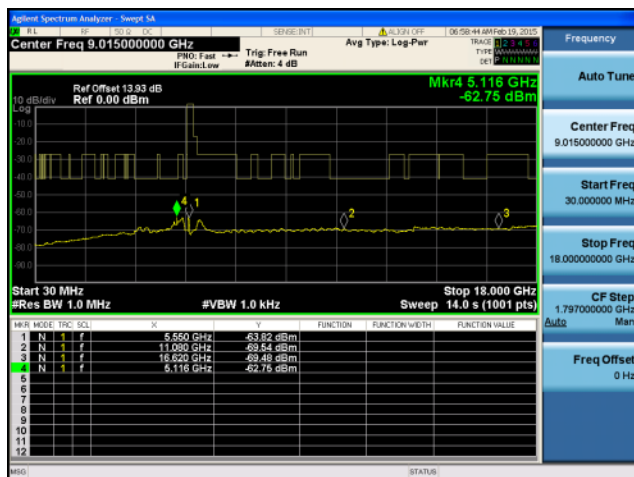 Agilent Spectrum Analyzer - Swept SA
RL RF 50 Ω DC SENSE:INT ALIGN OFF 06:58:44 AM Feb 19, 2015
Center Freq 9.015000000 GHz
PNO: Fast
IFGain:Low
Trig: Free Run
#Atten: 4 dB
Avg Type: Log-Pwr
TRACE 1 2 3 4 5 6
TYPE
DET P N N N N N
Ref Offset 13.93 dB
Ref 0.00 dBm
10 dB/div
Log
Mkr4 5.116 GHz
-62.75 dBm
-10.0
-20.0
-30.0
-40.0
-50.0
-60.0
-70.0
-80.0
-90.0
4 1 2 3
Start 30 MHz Stop 18.000 GHz
#Res BW 1.0 MHz #VBW 1.0 kHz Sweep 14.0 s (1001 pts)
MKR MODE TRC SCL X Y FUNCTION FUNCTION WIDTH FUNCTION VALUE
1 N 1 f 5.550 GHz -63.82 dBm
2 N 1 f 11.080 GHz -69.54 dBm
3 N 1 f 16.620 GHz -69.48 dBm
4 N 1 f 5.116 GHz -62.75 dBm
5
6
7
8
9
10
11
12
MSG STATUS
Frequency
Auto Tune
Center Freq
9.015000000 GHz
Start Freq
30.000000 MHz
Stop Freq
18.000000000 GHz
CF Step
1.797000000 GHz
Auto Man
Freq Offset
0 Hz